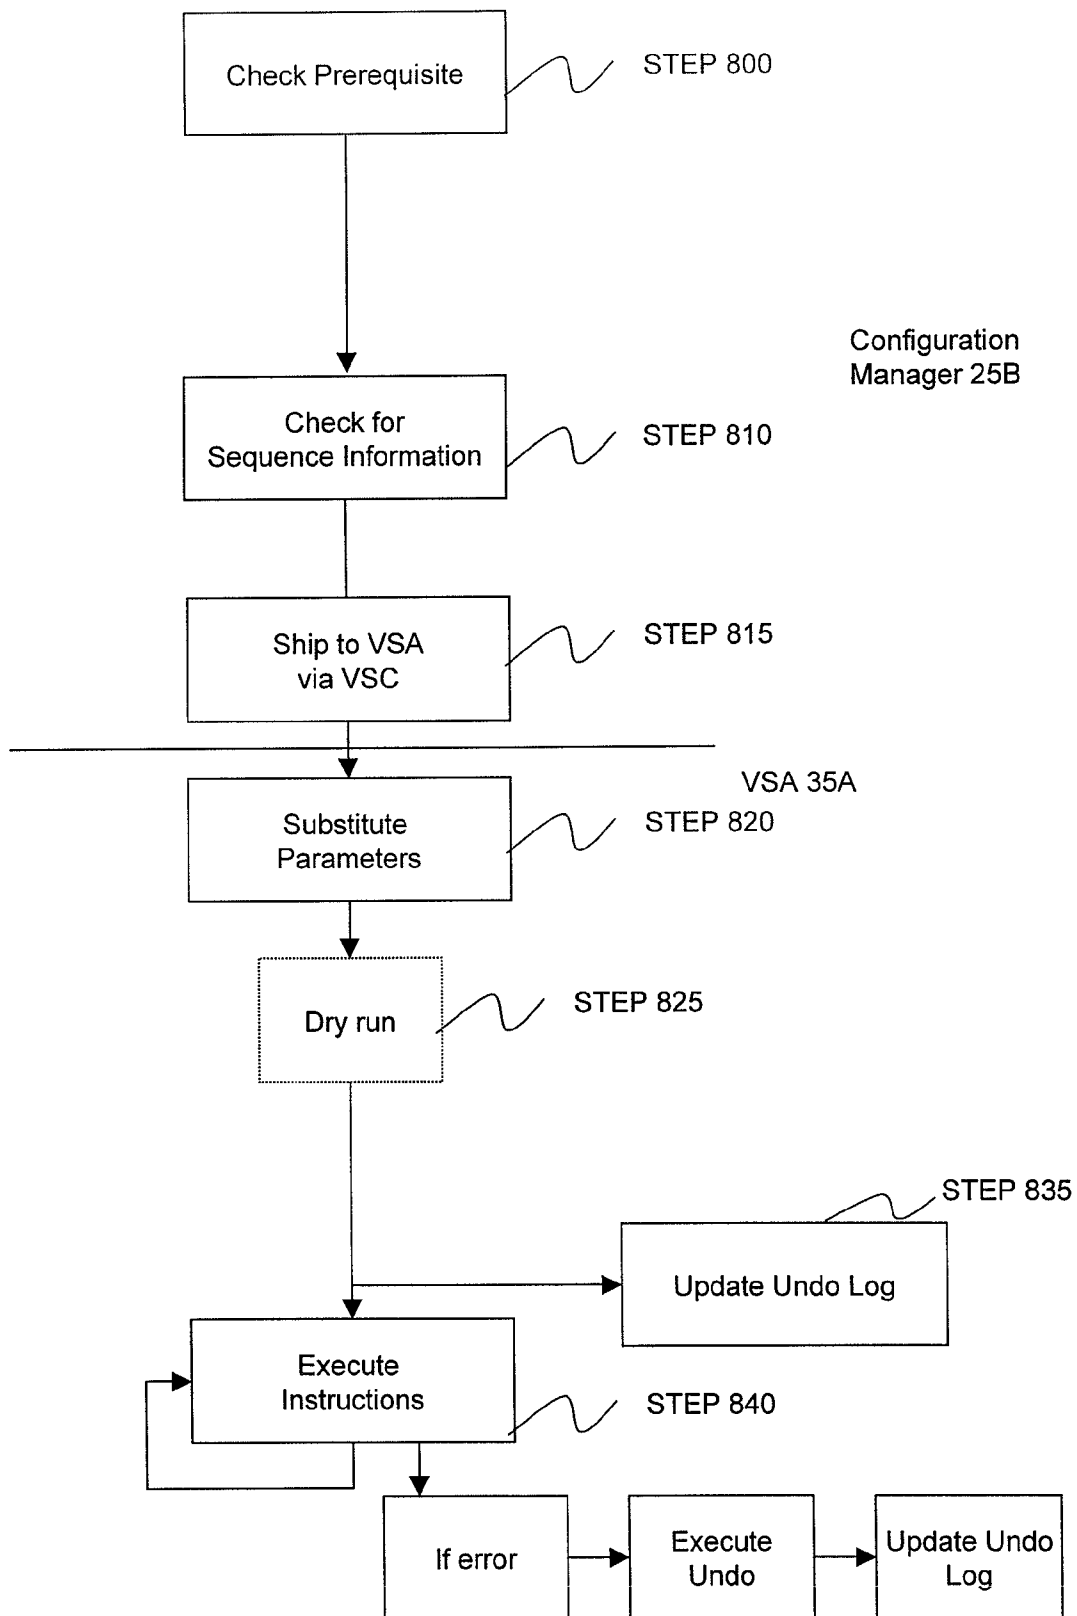 Check Prerequisite
STEP 800
Configuration
Manager 25B
Check for
Sequence Information
STEP 810
Ship to VSA
via VSC
STEP 815
VSA 35A
Substitute
Parameters
STEP 820
Dry run
STEP 825
STEP 835
Update Undo Log
Execute
Instructions
STEP 840
If error
Execute
Undo
Update Undo
Log